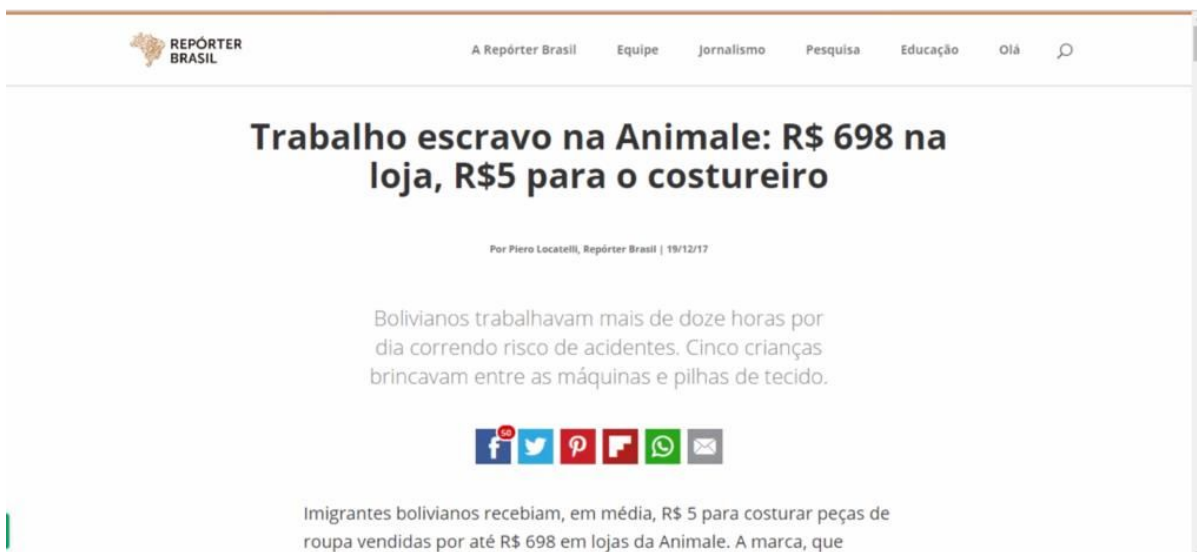 REPÓRTER
BRASIL
A Repórter Brasil Equipe Jornalismo Pesquisa Educação Olá
Trabalho escravo na Animale: R$ 698 na
loja, R$5 para o costureiro
Por Piero Locatelli, Repórter Brasil | 19/12/17
Bolivianos trabalhavam mais de doze horas por
dia correndo risco de acidentes. Cinco crianças
brincavam entre as máquinas e pilhas de tecido.
50
Imigrantes bolivianos recebiam, em média, R$ 5 para costurar peças de
roupa vendidas por até R$ 698 em lojas da Animale. A marca, que